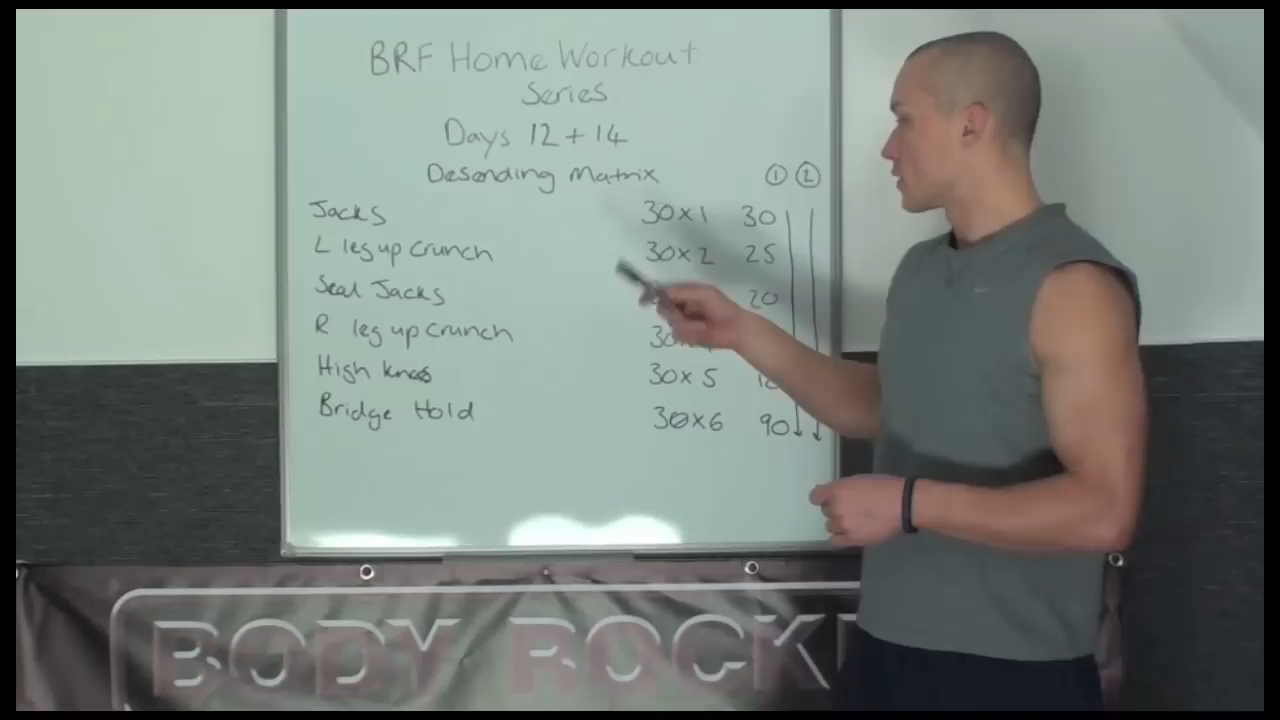 BRF Home Workout
Series
Days 12 + 14
Desending Matrix ① ②
Jacks 30x1 30
L leg up crunch 30x2 25
Seal Jacks 20
R leg up crunch
High knees 30x5
Bridge Hold 30x6 90
BODY ROCK